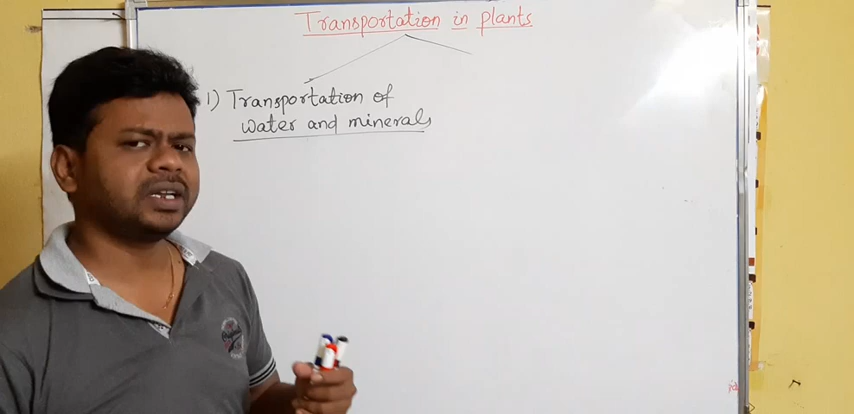 Transportation in plants
1) Transportation of
water and minerals